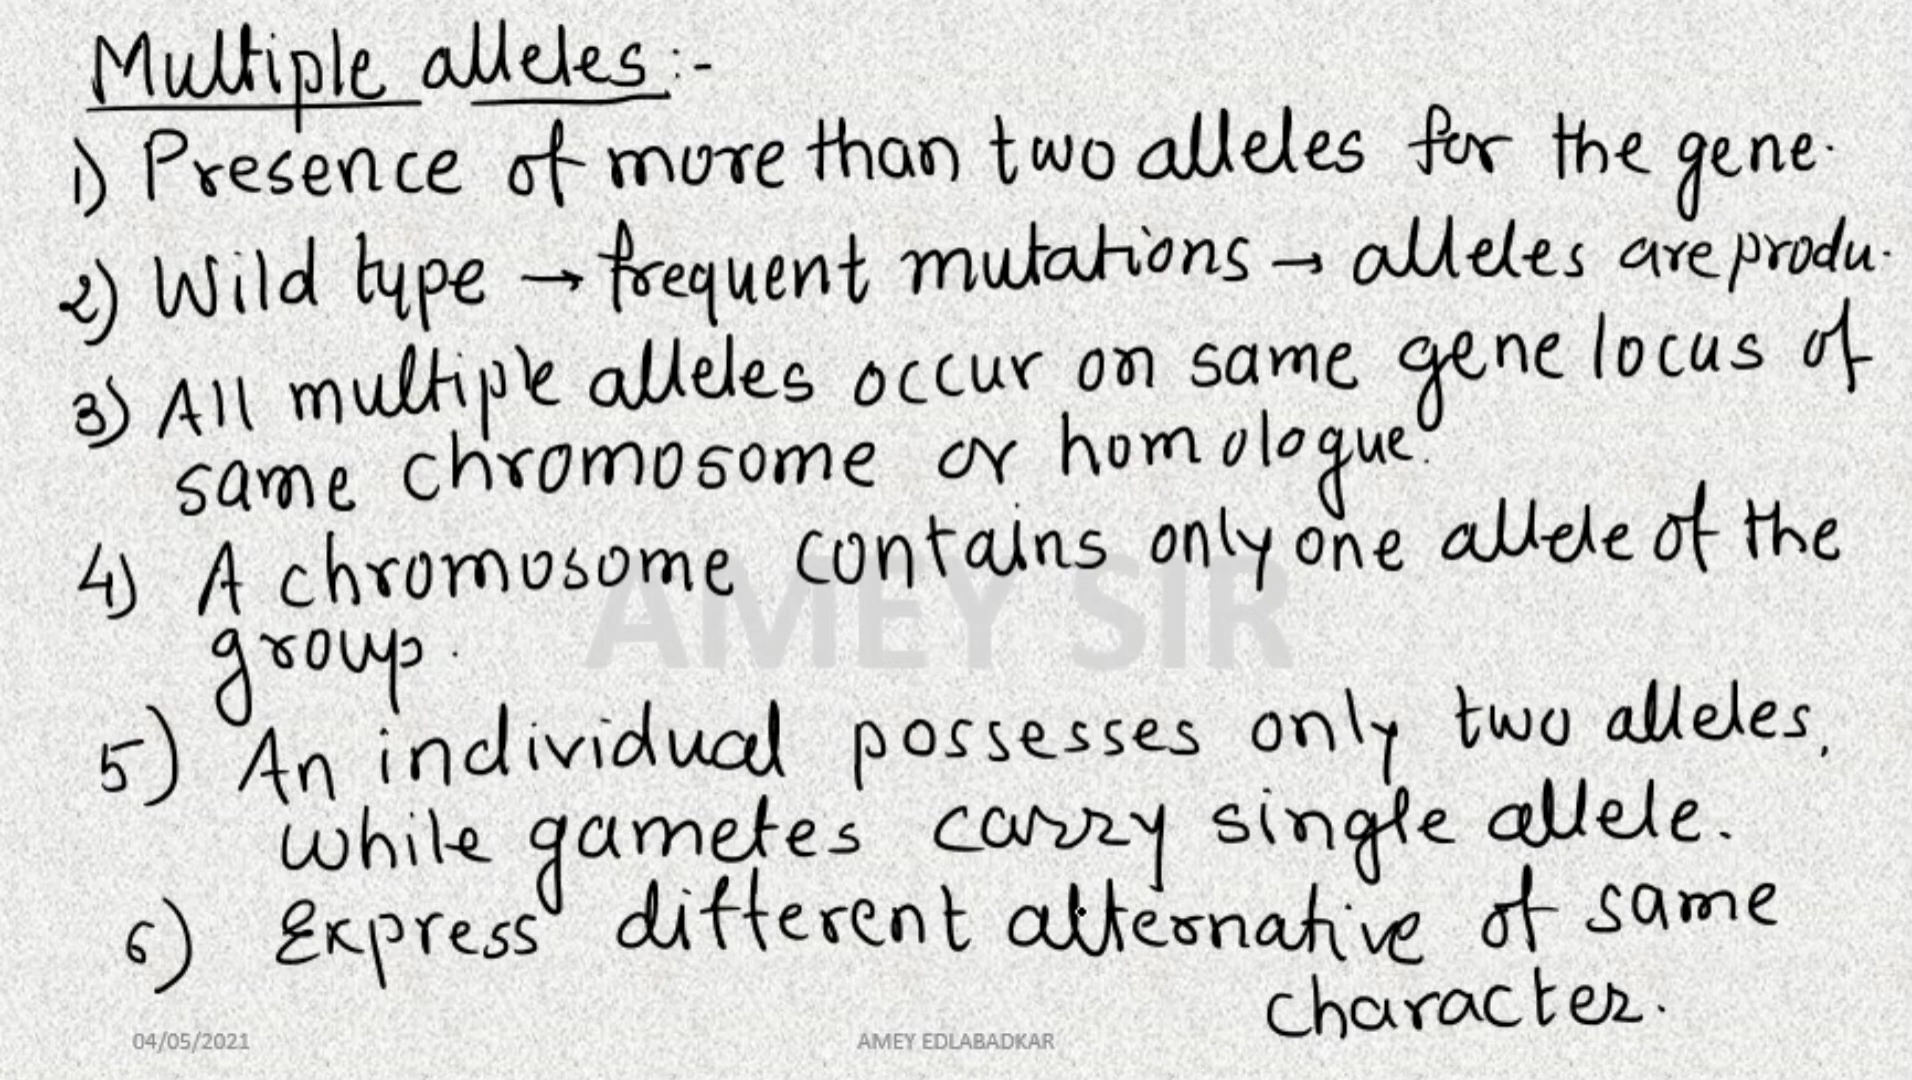 Multiple alleles:-
1) Presence of more than two alleles for the gene.
2) Wild type → frequent mutations → alleles are produ.
3) All multiple alleles occur on same gene locus of
same chromosome or homologue.
4) A chromosome contains only one allele of the
AMEY SIR
group.
5) An individual possesses only two alleles,
while gametes carry single allele.
6) Express different alternative of same
character.
04/05/2021 AMEY EDLABADKAR